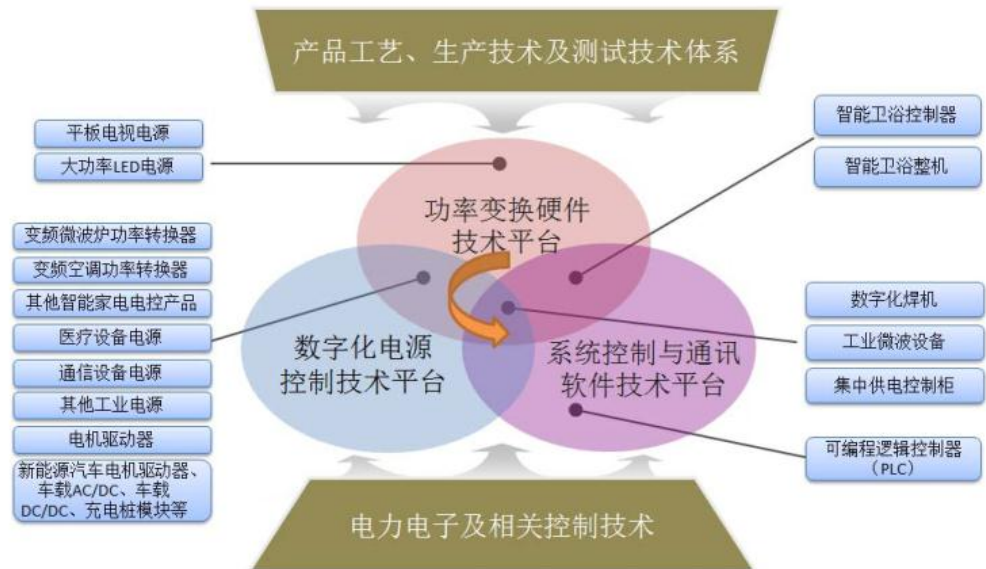 产品工艺、生产技术及测试技术体系
平板电视电源
大功率LED电源
变频微波炉功率转换器
变频空调功率转换器
其他智能家电电控产品
医疗设备电源
通信设备电源
其他工业电源
电机驱动器
新能源汽车电机驱动器、
车载AC/DC、车载
DC/DC、充电桩模块等
功率变换硬件
技术平台
数字化电源
控制技术平台
系统控制与通讯
软件技术平台
智能卫浴控制器
智能卫浴整机
数字化焊机
工业微波设备
集中供电控制柜
可编程逻辑控制器
（PLC）
电力电子及相关控制技术